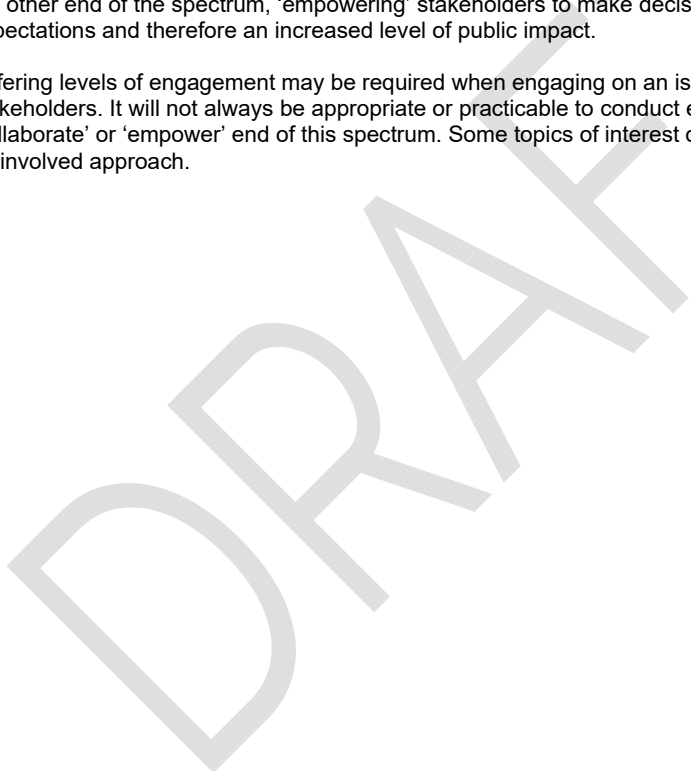 other end of the spectrum, ‘empowering’ stakeholders to make decis
pectations and therefore an increased level of public impact.
fering levels of engagement may be required when engaging on an is
keholders. It will not always be appropriate or practicable to conduct e
llaborate’ or ‘empower’ end of this spectrum. Some topics of interest
involved approach.
DRAF